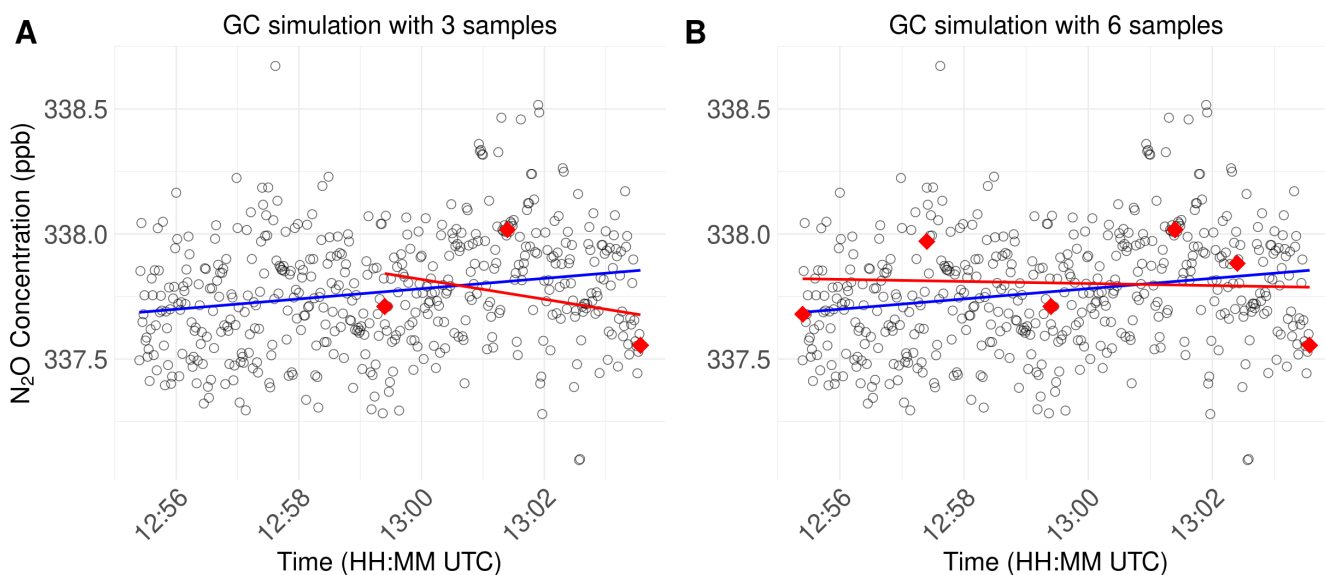 A
GC simulation with 3 samples
N₂O Concentration (ppb)
338.5
338.0
337.5
12:56
12:58
13:00
13:02
Time (HH:MM UTC)
B
GC simulation with 6 samples
338.5
338.0
337.5
12:56
12:58
13:00
13:02
Time (HH:MM UTC)